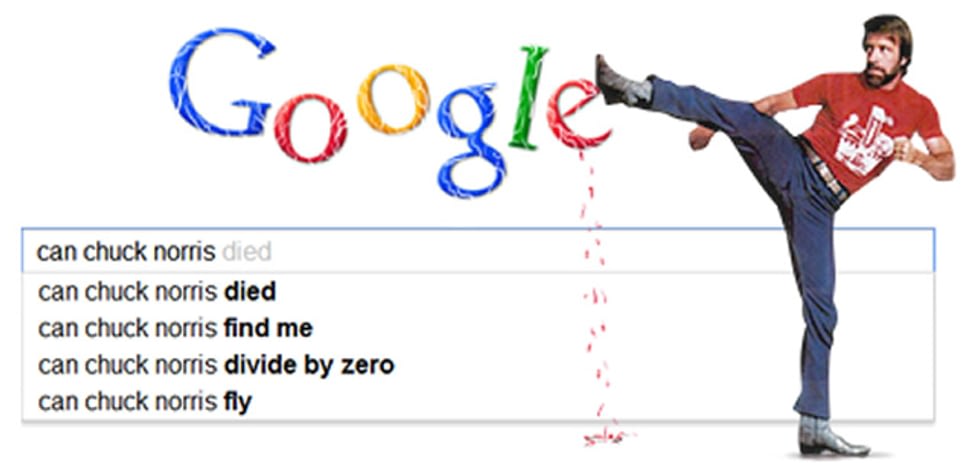 Google
can chuck norris died
can chuck norris died
can chuck norris find me
can chuck norris divide by zero
can chuck norris fly